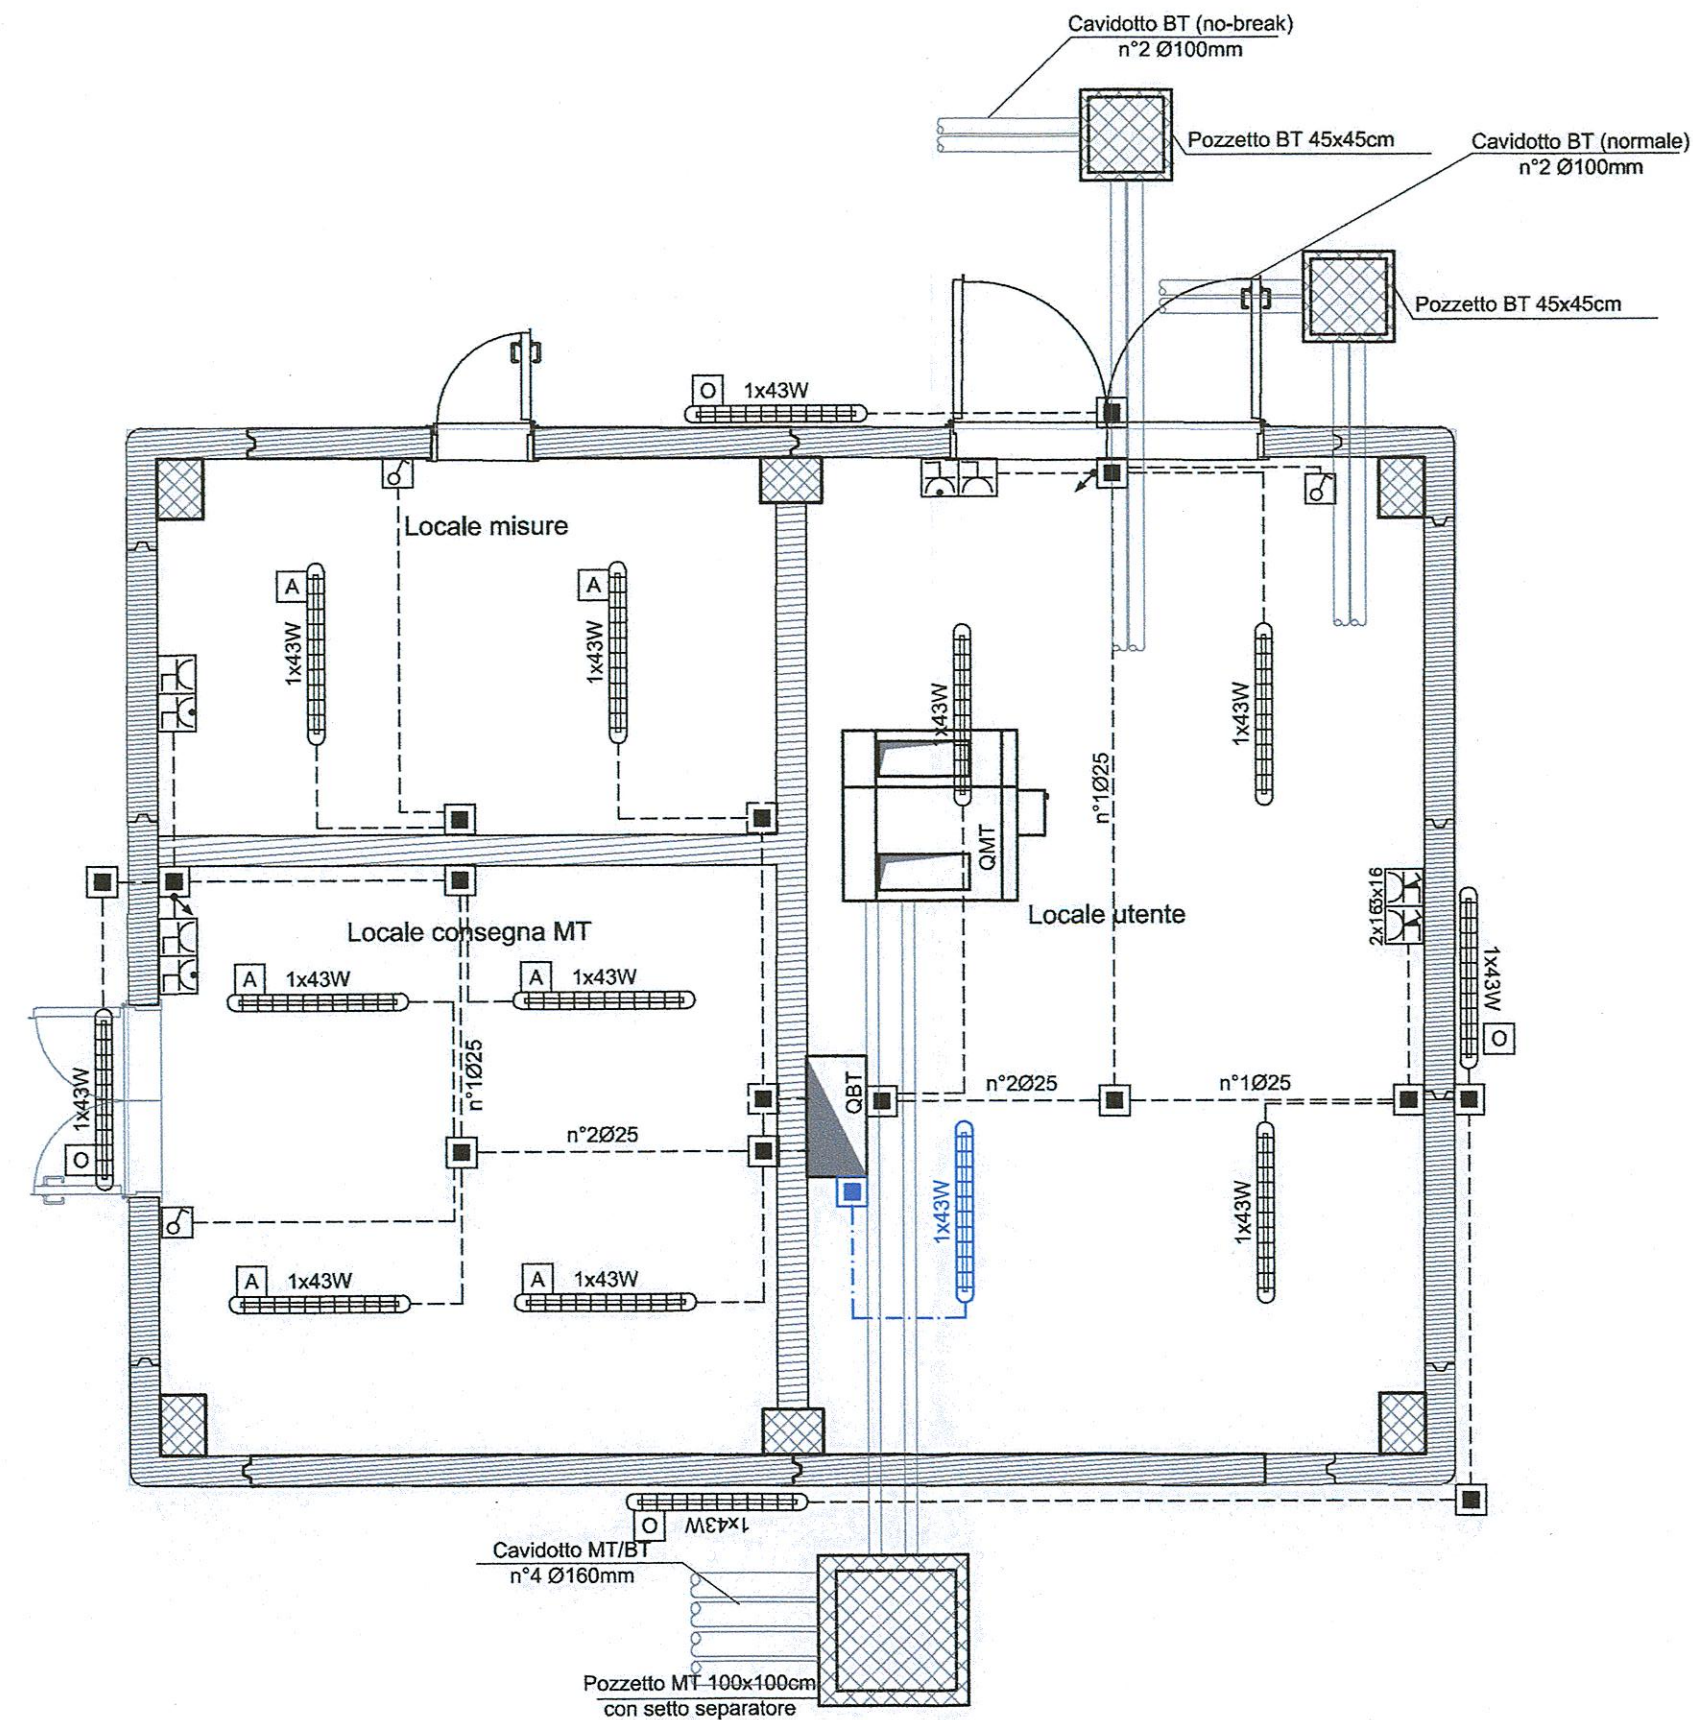 Cavidotto BT (no-break)
n°2 Ø100mm
Pozzetto BT 45x45cm
Cavidotto BT (normale)
n°2 Ø100mm
Pozzetto BT 45x45cm
O 1x43W
Locale misure
A
1x43W
A
1x43W
1x43W
1x43W
n°1Ø25
QMT
Locale utente
3x16
2x16
1x43W
O
Locale consegna MT
A 1x43W
A 1x43W
1x43W
O
n°1Ø25
n°2Ø25
QBT
n°2Ø25
n°1Ø25
1x43W
1x43W
A 1x43W
A 1x43W
O 1x43W
Cavidotto MT/BT
n°4 Ø160mm
Pozzetto MT 100x100cm
con setto separatore